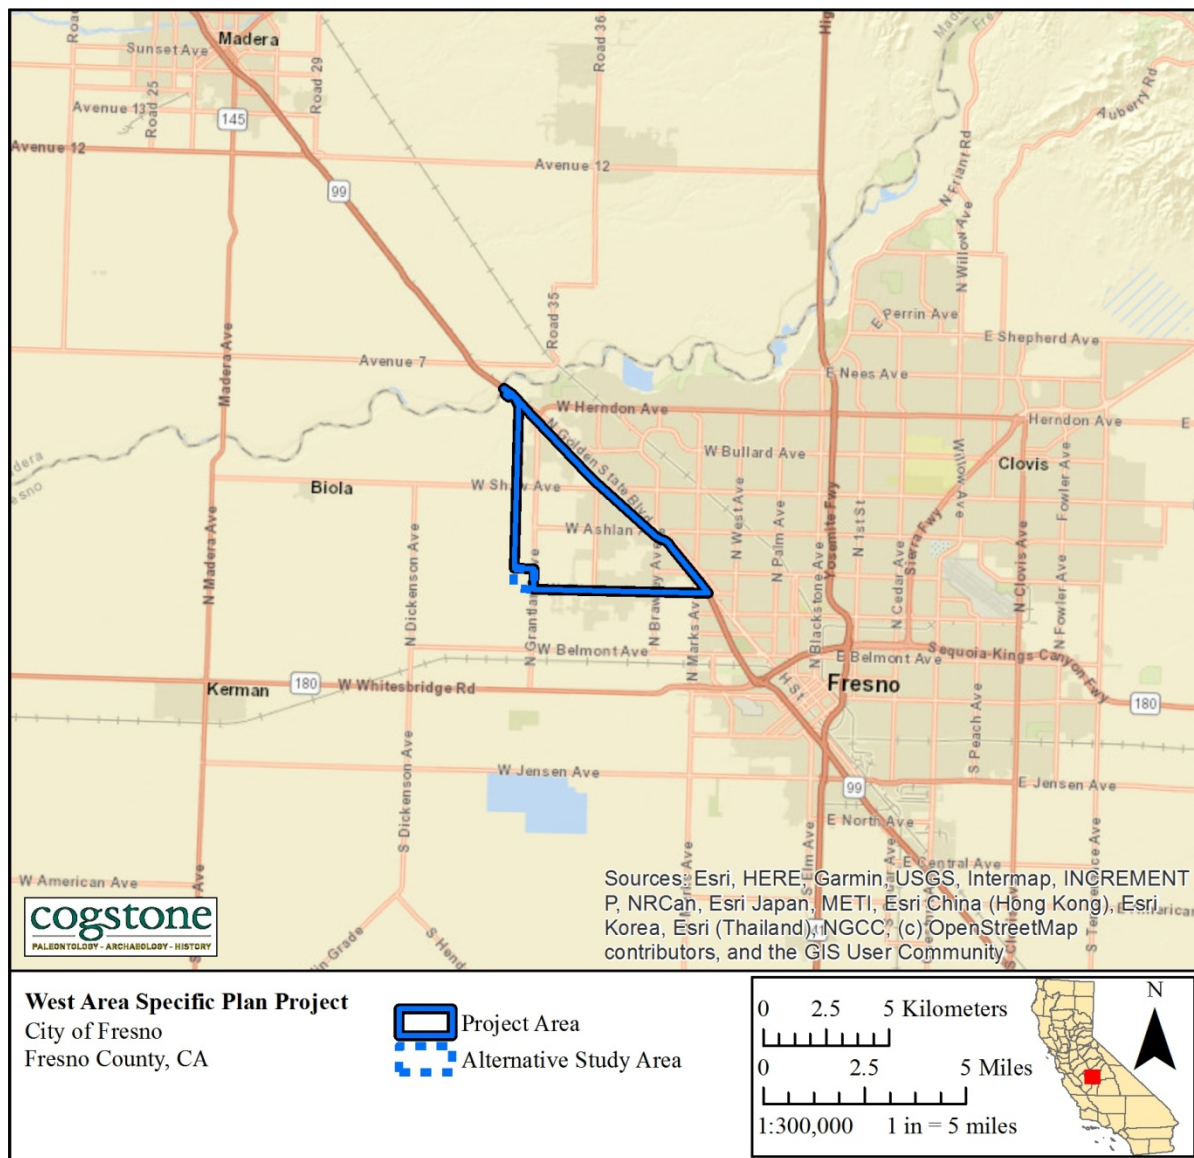 Madera
Sunset Ave
Road 29
Road 36
Road 25
Avenue 13
145
Avenue 12
Avenue 12
99
Auberry Rd
N Friant Rd
N Willow Ave
Road 35
E Perrin Ave
E Shepherd Ave
Avenue 7
Madera Ave
E Nees Ave
W Herndon Ave
Herndon Ave
N Golden State Blvd
W Bullard Ave
Clovis
Willow Ave
Fowler Ave
Biola
W Shaw Ave
W Ashlan
N West Ave
N Palm Ave
N 1st St
Yosemite Fwy
N Blackstone Ave
N Cedar Ave
Sierra Fwy
N Clovis Ave
N Fowler Ave
N Madera Ave
N Dickenson Ave
N Marks Ave
W Belmont Ave
E Belmont Ave
Sequoia-Kings Canyon Fwy
Kerman
180
W Whitesbridge Rd
H St
Fresno
180
S Peach Ave
S Dickenson Ave
W Jensen Ave
E Jensen Ave
99
E North Ave
S Elm Ave
E Central Ave
W American Ave
Sources: Esri, HERE, Garmin, USGS, Intermap, INCREMENT
P, NRCan, Esri Japan, METI, Esri China (Hong Kong), Esri
Korea, Esri (Thailand), NGCC, (c) OpenStreetMap
contributors, and the GIS User Community
cogstone
PALEONTOLOGY - ARCHAEOLOGY - HISTORY
West Area Specific Plan Project
City of Fresno
Fresno County, CA
Project Area
Alternative Study Area
0 2.5 5 Kilometers
0 2.5 5 Miles
1:300,000 1 in = 5 miles
N